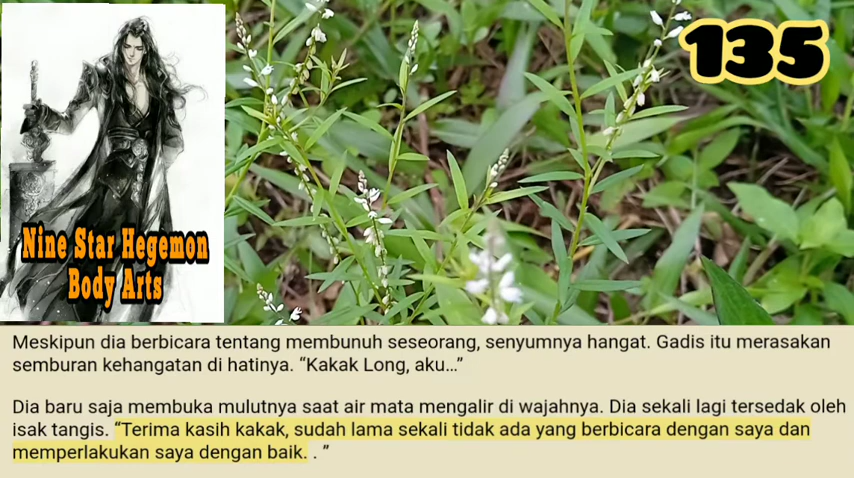 135
Nine Star Hegemon
Body Arts
Meskipun dia berbicara tentang membunuh seseorang, senyumnya hangat. Gadis itu merasakan
semburan kehangatan di hatinya. “Kakak Long, aku…”
Dia baru saja membuka mulutnya saat air mata mengalir di wajahnya. Dia sekali lagi tersedak oleh
isak tangis. “Terima kasih kakak, sudah lama sekali tidak ada yang berbicara dengan saya dan
memperlakukan saya dengan baik. . ”